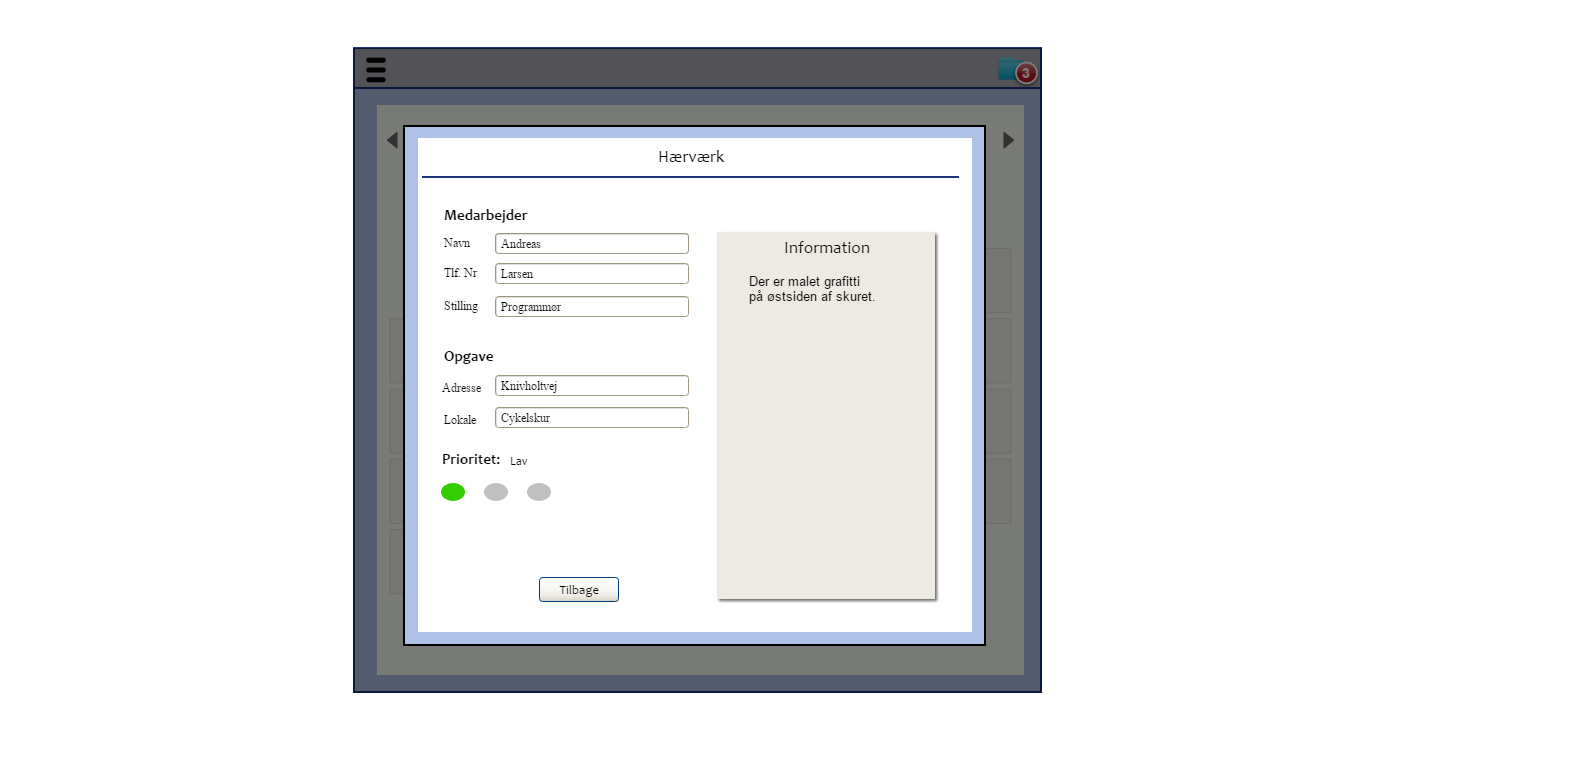 3
Hærværk
Medarbejder
Navn Andreas
Tlf. Nr Larsen
Stilling Programmør
Opgave
Adresse Knivholtvej
Lokale Cykelskur
Prioritet: Lav
Tilbage
Information
Der er malet grafitti
på østsiden af skuret.